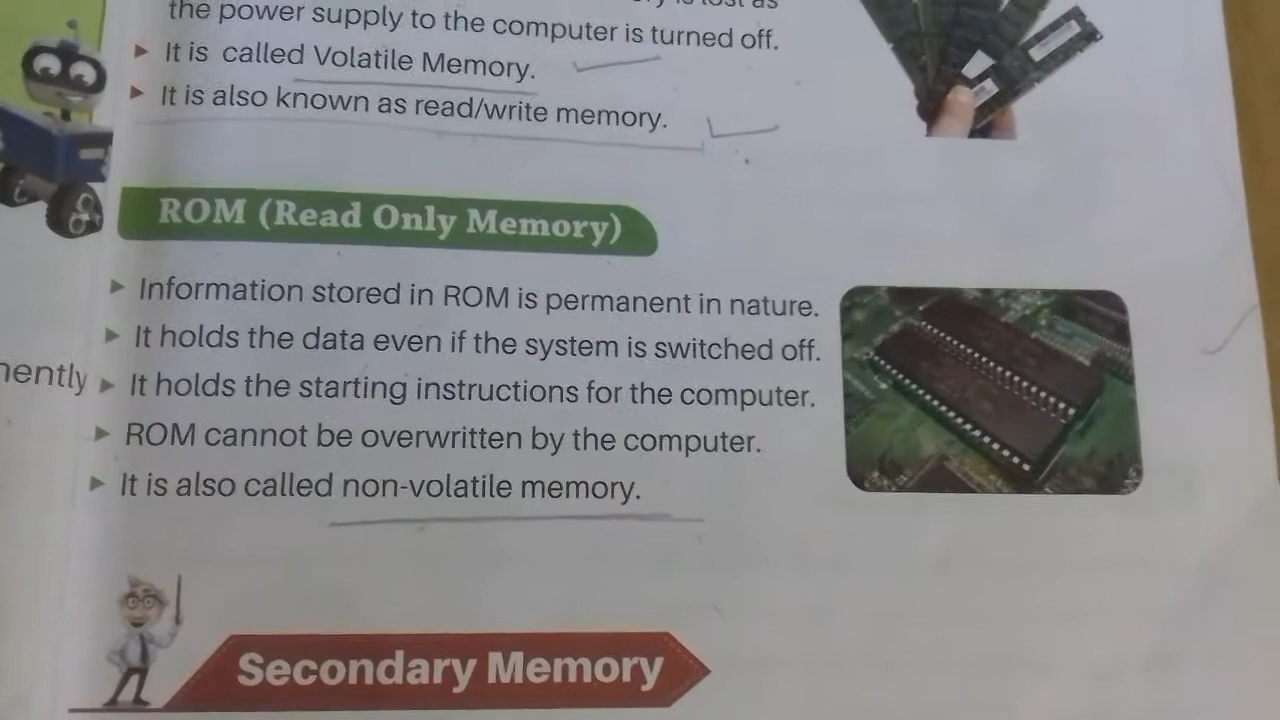 the power supply to the computer is turned off.
It is called Volatile Memory.
It is also known as read/write memory.
ROM (Read Only Memory)
Information stored in ROM is permanent in nature.
It holds the data even if the system is switched off.
It holds the starting instructions for the computer.
ROM cannot be overwritten by the computer.
It is also called non-volatile memory.
Secondary Memory